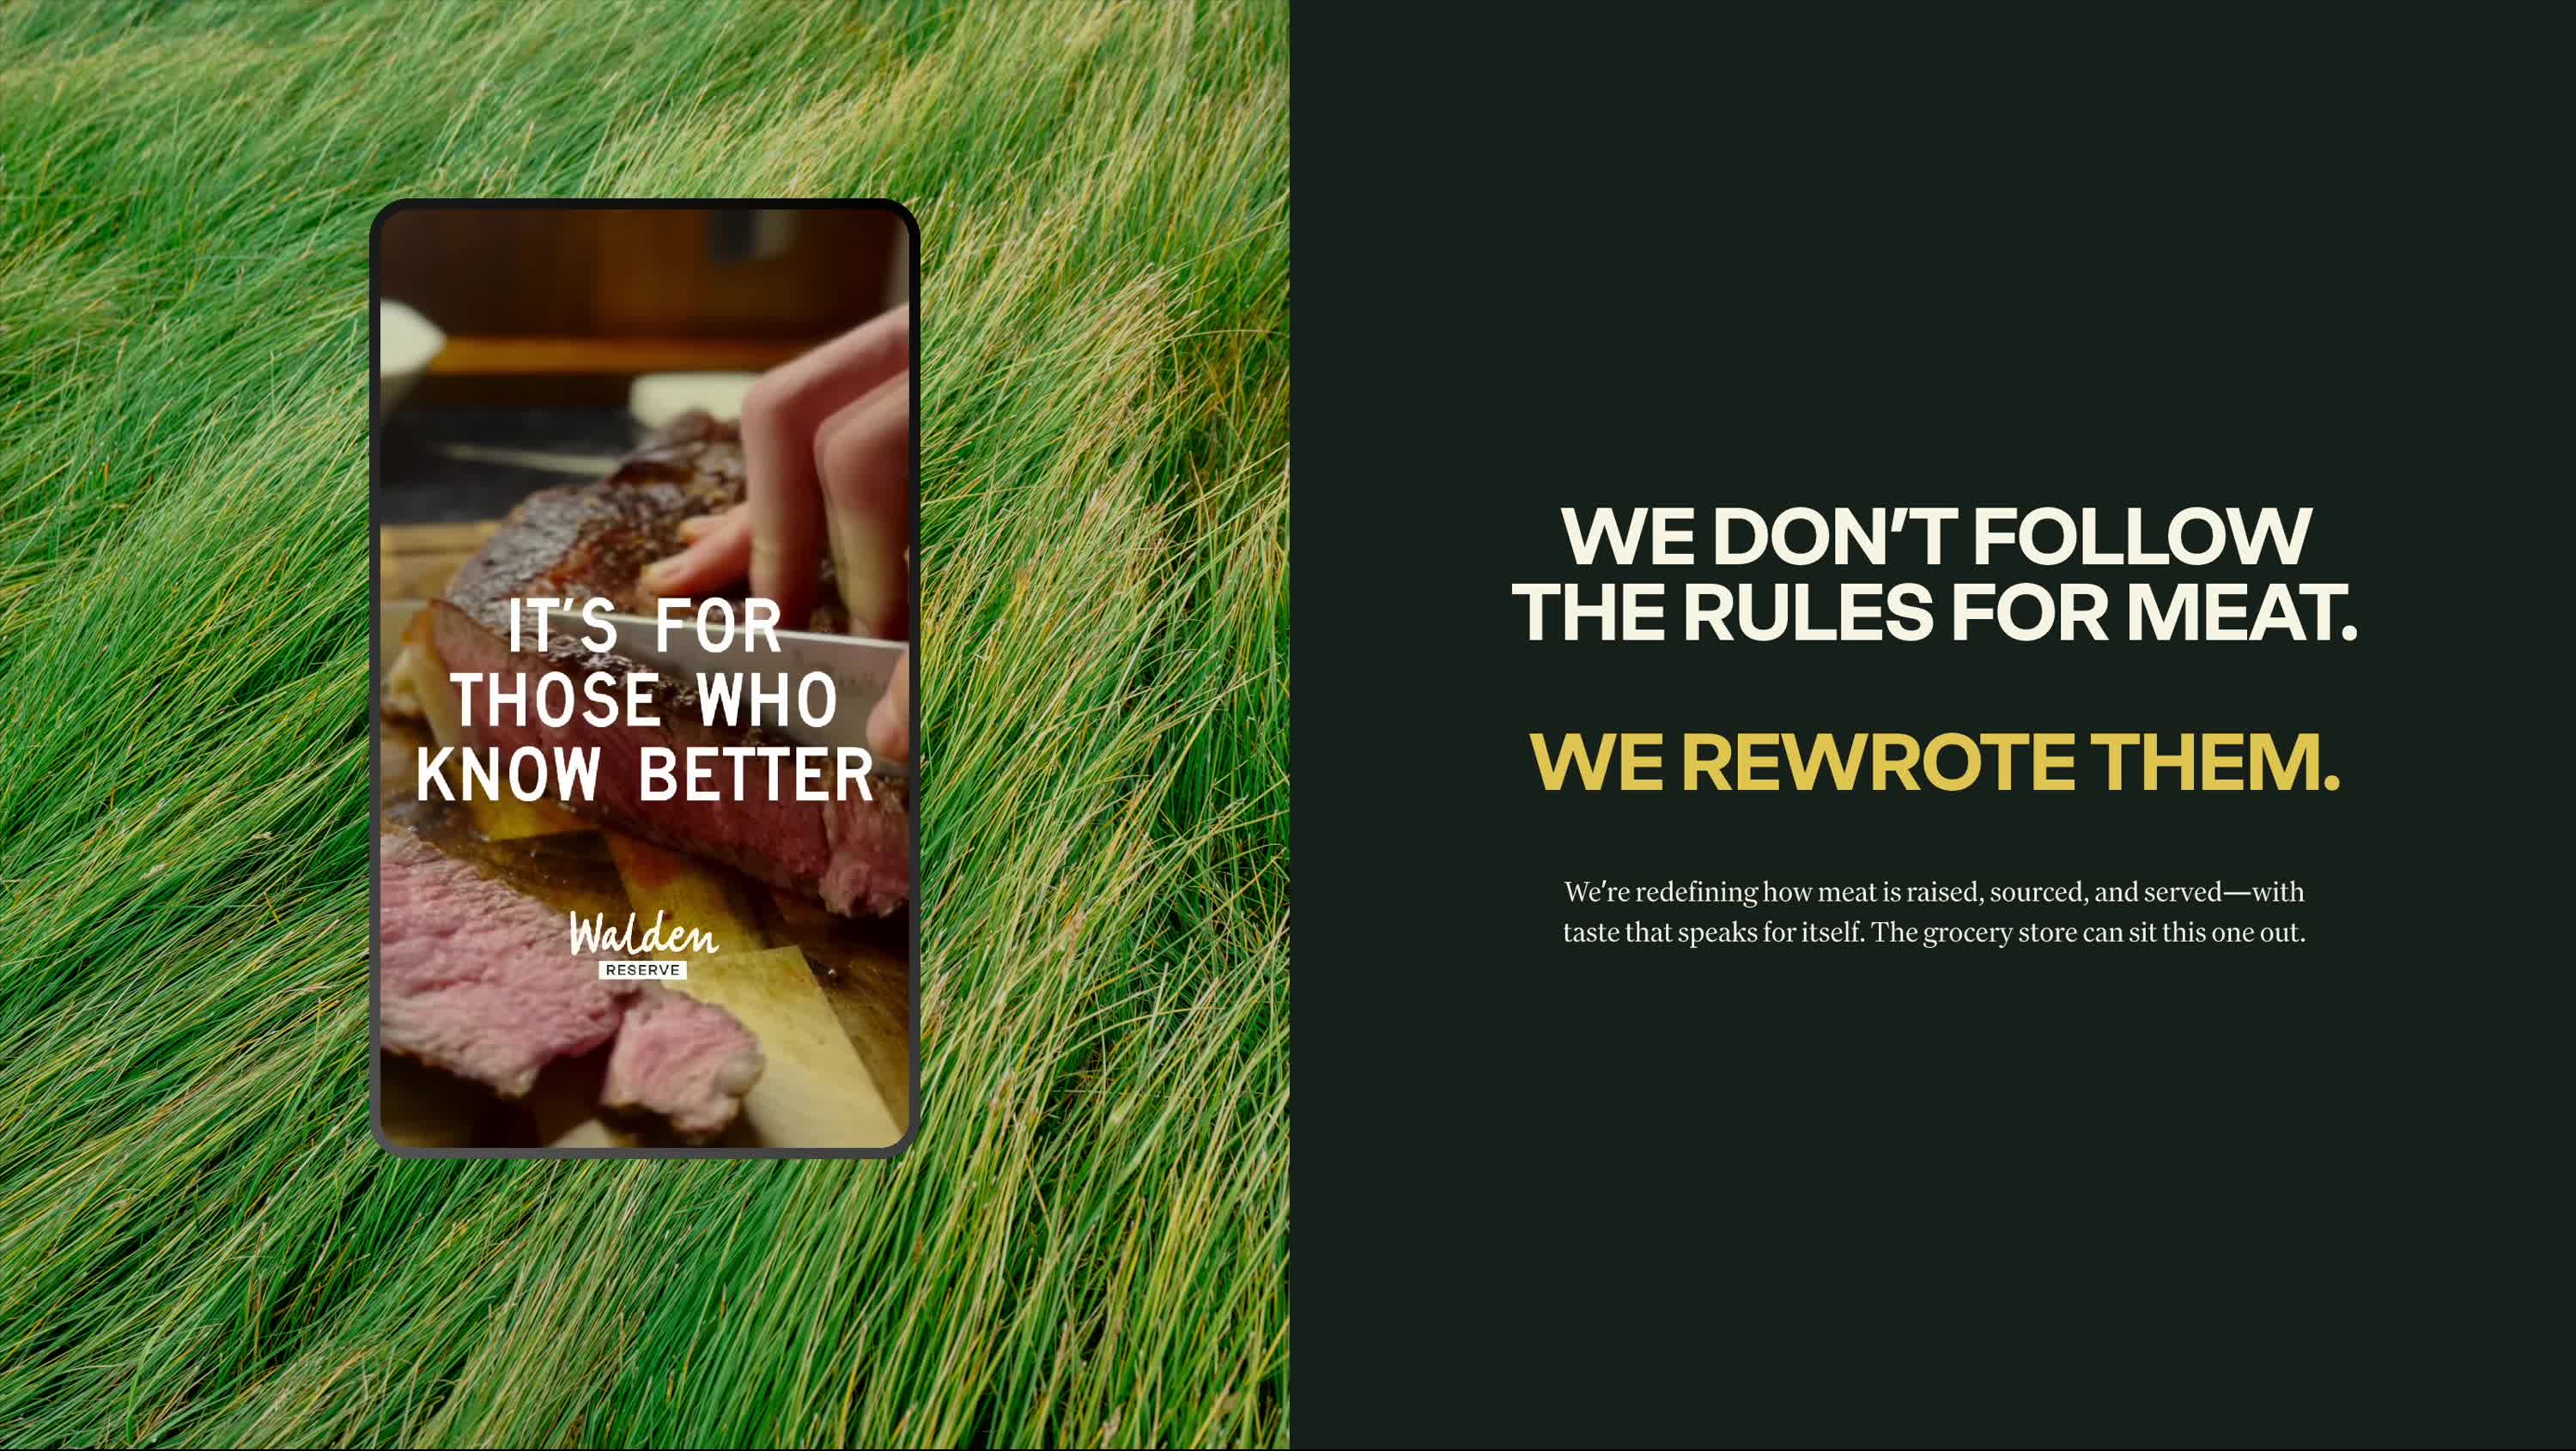 IT'S FOR
THOSE WHO
KNOW BETTER
Walden
RESERVE
WE DON'T FOLLOW
THE RULES FOR MEAT.
WE REWROTE THEM.
We're redefining how meat is raised, sourced, and served—with
taste that speaks for itself. The grocery store can sit this one out.